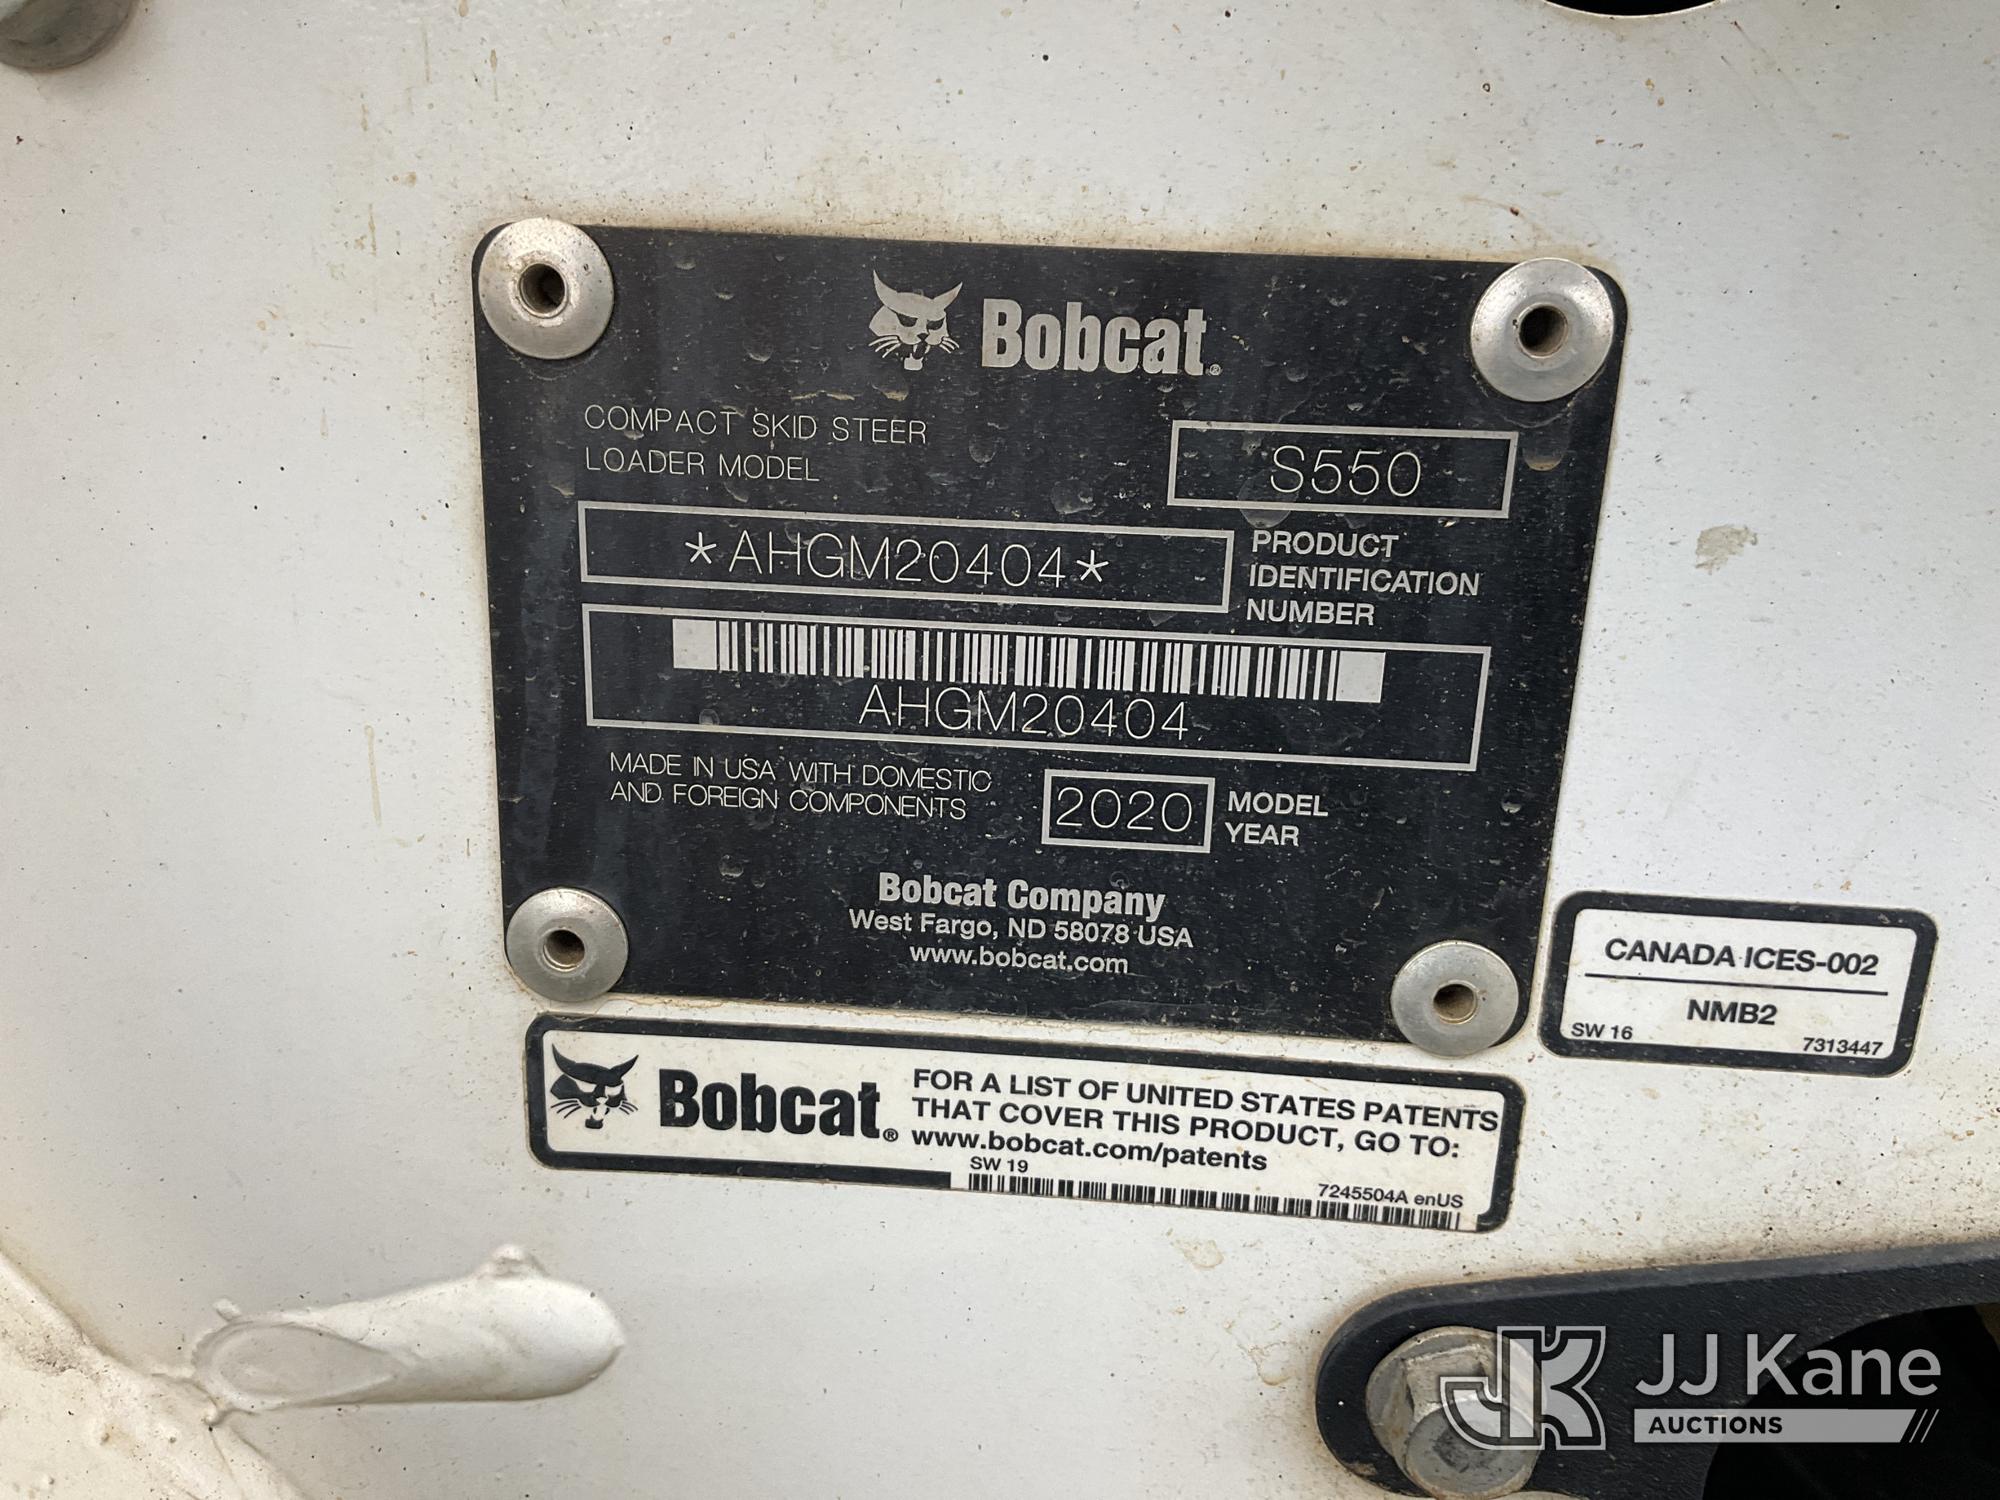 Bobcat®
COMPACT SKID STEER
LOADER MODEL
S550
*AHGM20404*
PRODUCT
IDENTIFICATION
NUMBER
AHGM20404
MADE IN USA WITH DOMESTIC
AND FOREIGN COMPONENTS
2020
MODEL
YEAR
Bobcat Company
West Fargo, ND 58078 USA
www.bobcat.com
CANADA ICES-002
NMB2
SW 16
7313447
Bobcat®
FOR A LIST OF UNITED STATES PATENTS
THAT COVER THIS PRODUCT, GO TO:
www.bobcat.com/patents
SW 19
7245504A enUS
JK
JJ Kane
AUCTIONS